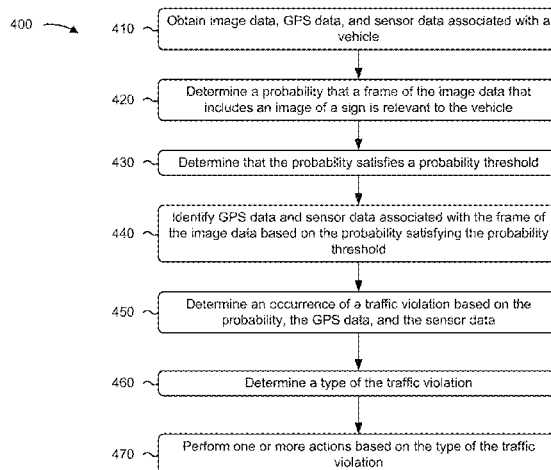 400
410
Obtain image data, GPS data, and sensor data associated with a
vehicle
420
Determine a probability that a frame of the image data that
includes an image of a sign is relevant to the vehicle
430
Determine that the probability satisfies a probability threshold
440
Identify GPS data and sensor data associated with the frame of
the image data based on the probability satisfying the probability
threshold
450
Determine an occurrence of a traffic violation based on the
probability, the GPS data, and the sensor data
460
Determine a type of the traffic violation
470
Perform one or more actions based on the type of the traffic
violation